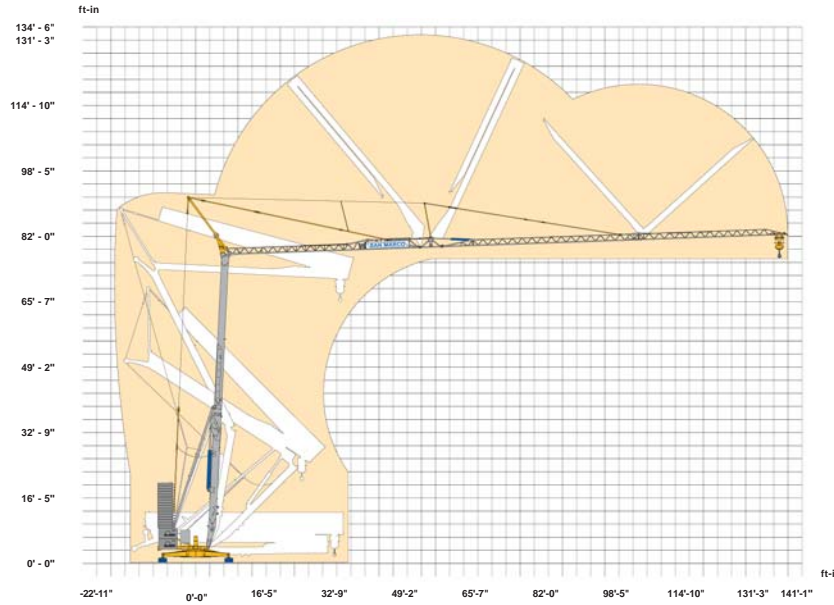 ft-in
134' - 6"
131' - 3"
114' - 10"
98' - 5"
82' - 0"
65' - 7"
49' - 2"
32' - 9"
16' - 5"
0' - 0"
SAN MARCO
ft-i
-22'-11"
0'-0"
16'-5"
32'-9"
49'-2"
65'-7"
82'-0"
98'-5"
114'-10"
131'-3"
141'-1"